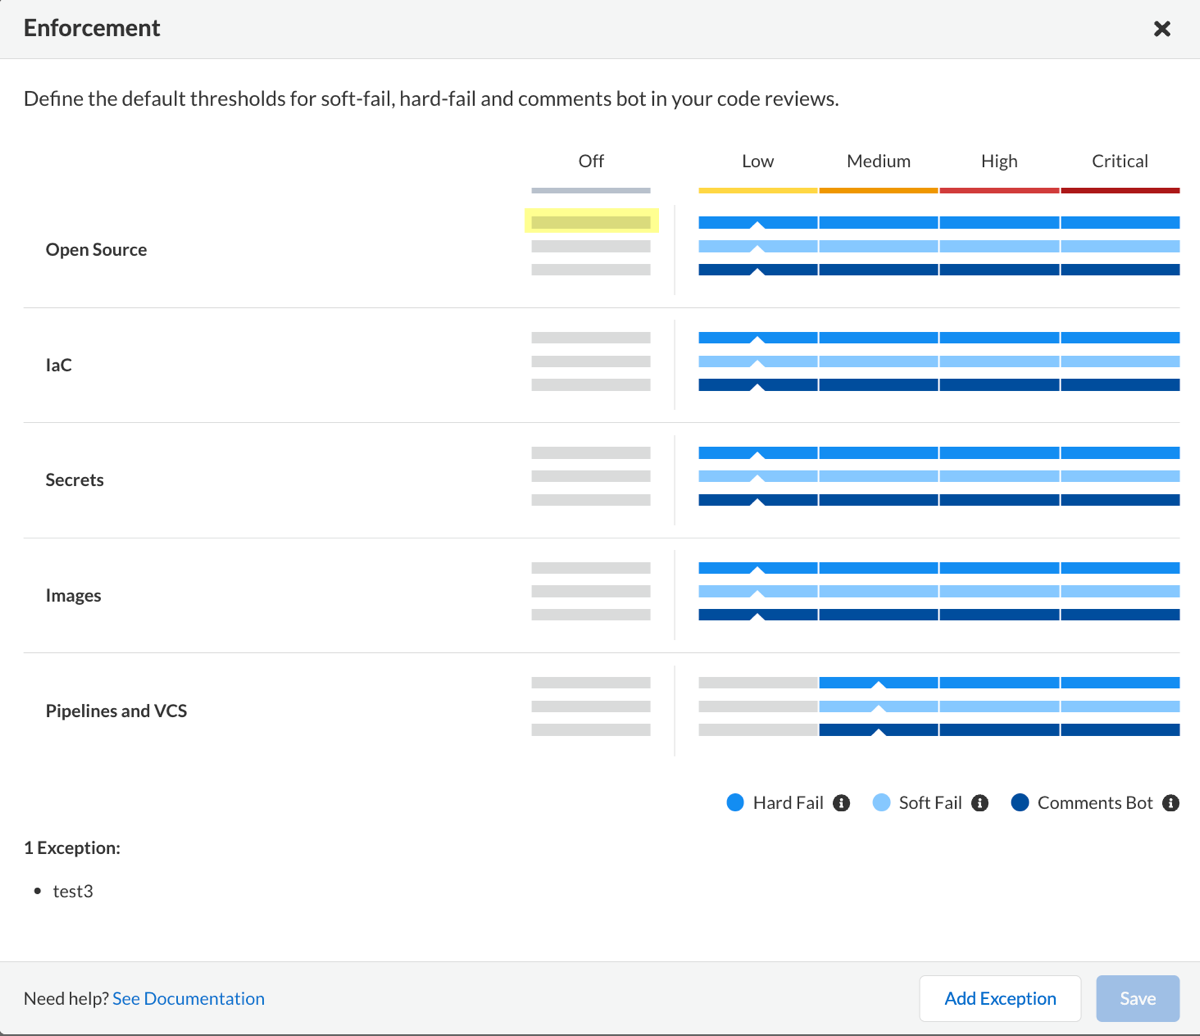 Enforcement
Define the default thresholds for soft-fail, hard-fail and comments bot in your code reviews.
Off Low Medium High Critical
Open Source
IaC
Secrets
Images
Pipelines and VCS
Hard Fail Soft Fail Comments Bot
1 Exception:
• test3
Need help? See Documentation Add Exception Save